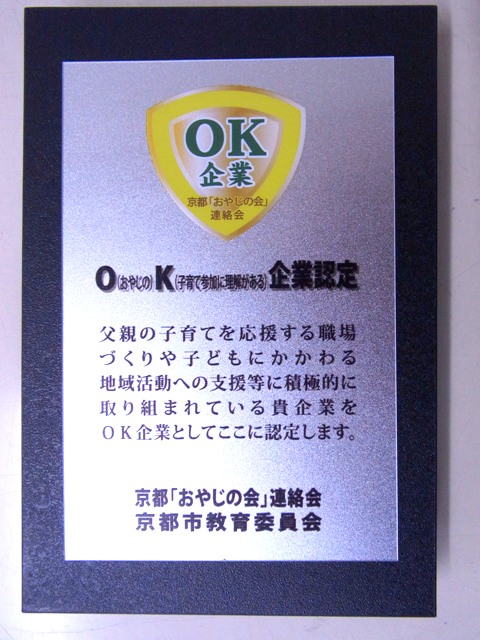 OK
企業
京都「おやじの会」
連絡会
O(おやじの)K(子育て参加に理解がある)企業認定
父親の子育てを応援する職場
づくりや子どもにかかわる
地域活動への支援等に積極的に
取り組まれている貴企業を
OK企業としてここに認定します。
京都「おやじの会」連絡会
京都市教育委員会